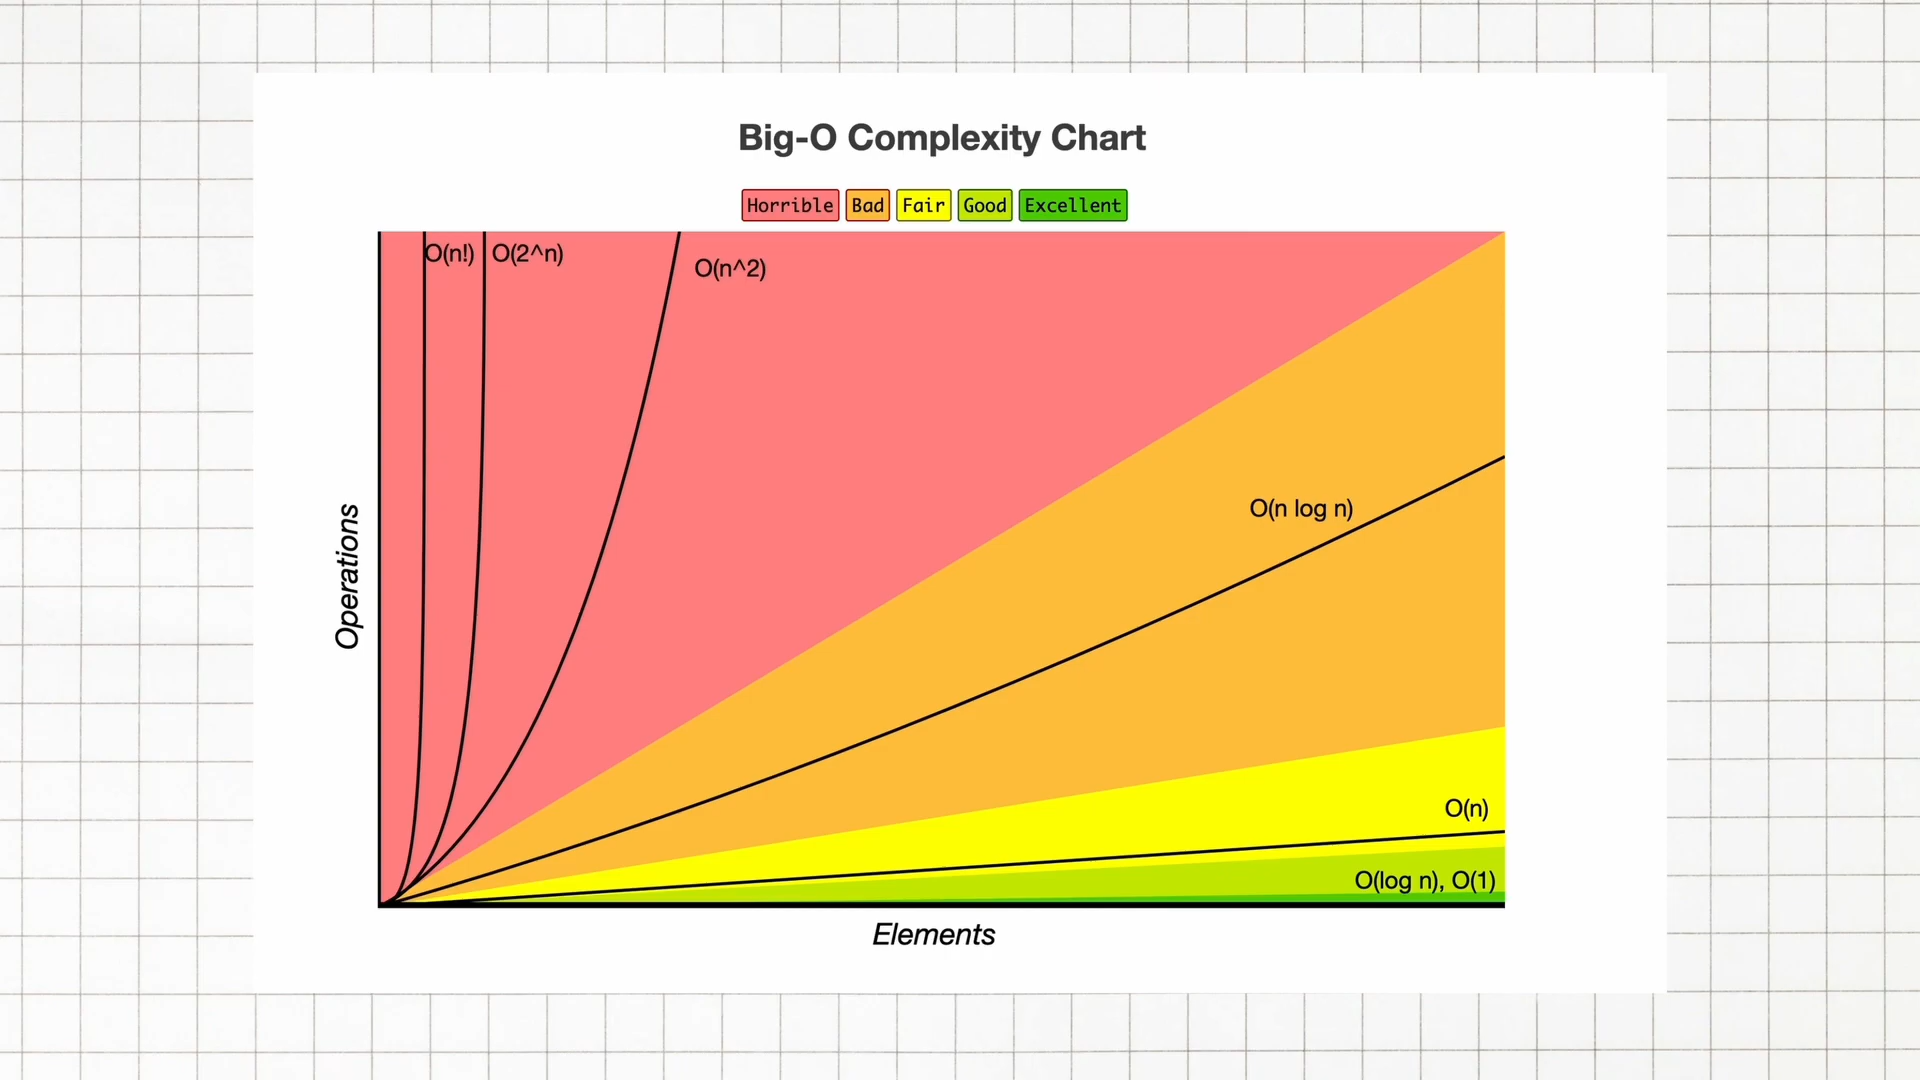 Big-O Complexity Chart
Horrible Bad Fair Good Excellent
O(n!) O(2^n) O(n^2)
O(n log n)
O(n)
O(log n), O(1)
Operations
Elements